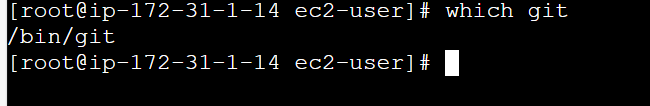 [root@ip-172-31-1-14 ec2-user]# which git
/bin/git
[root@ip-172-31-1-14 ec2-user]#